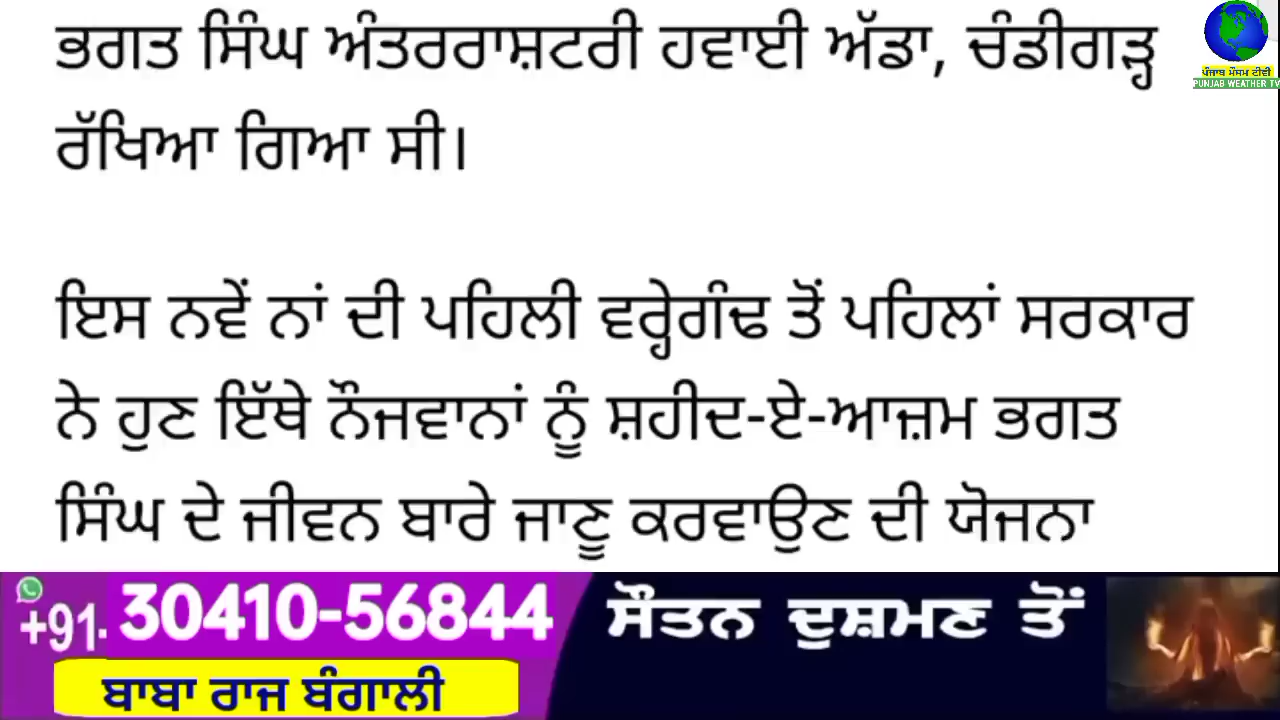 ਭਗਤ ਸਿੰਘ ਅੰਤਰਰਾਸ਼ਟਰੀ ਹਵਾਈ ਅੱਡਾ, ਚੰਡੀਗੜ੍ਹ
ਰੱਖਿਆ ਗਿਆ ਸੀ।
ਇਸ ਨਵੇਂ ਨਾਂ ਦੀ ਪਹਿਲੀ ਵਰ੍ਹੇਗੰਢ ਤੋਂ ਪਹਿਲਾਂ ਸਰਕਾਰ
ਨੇ ਹੁਣ ਇੱਥੇ ਨੌਜਵਾਨਾਂ ਨੂੰ ਸ਼ਹੀਦ-ਏ-ਆਜ਼ਮ ਭਗਤ
ਸਿੰਘ ਦੇ ਜੀਵਨ ਬਾਰੇ ਜਾਣੂ ਕਰਵਾਉਣ ਦੀ ਯੋਜਨਾ
ਪੰਜਾਬ ਮੌਸਮ ਟੀਵੀ
PUNJAB WEATHER TV
+91- 30410-56844
ਬਾਬਾ ਰਾਜ ਬੰਗਾਲੀ
ਸੌਤਨ ਦੁਸ਼ਮਣ ਤੋਂ